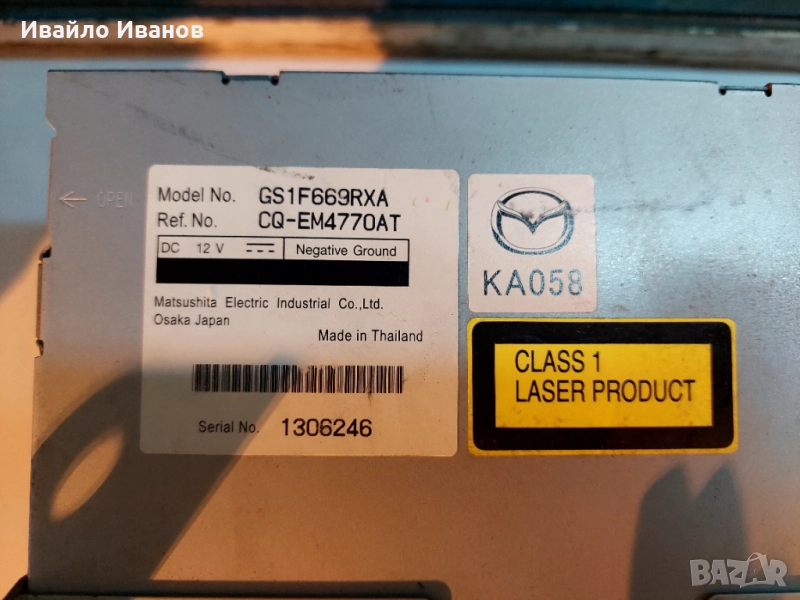 Ивайло Иванов
← OPEN
Model No. GS1F669RXA
Ref. No. CQ-EM4770AT
DC 12 V Negative Ground
Matsushita Electric Industrial Co.,Ltd.
Osaka Japan
Made in Thailand
Serial No. 1306246
KA058
CLASS 1
LASER PRODUCT
BAZAR